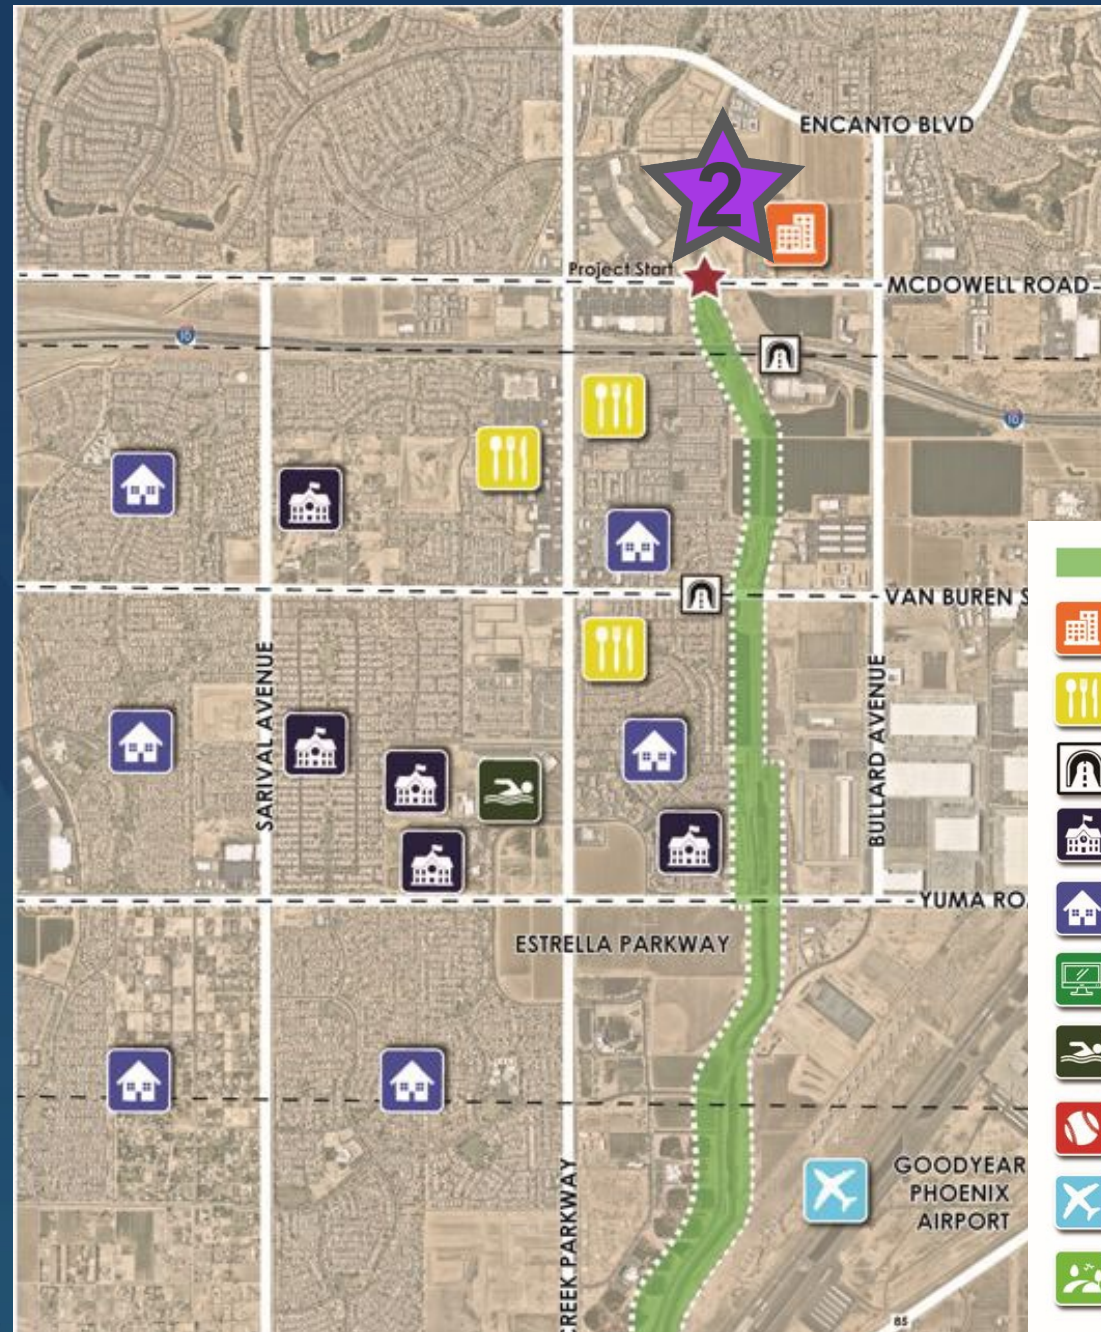 ENCANTO BLVD
2
Project Start
MCDOWELL ROAD
10
10
VAN BUREN S
SARIVAL AVENUE
BULLARD AVENUE
YUMA RO
ESTRELLA PARKWAY
GOODYEAR
PHOENIX
AIRPORT
CREEK PARKWAY
85